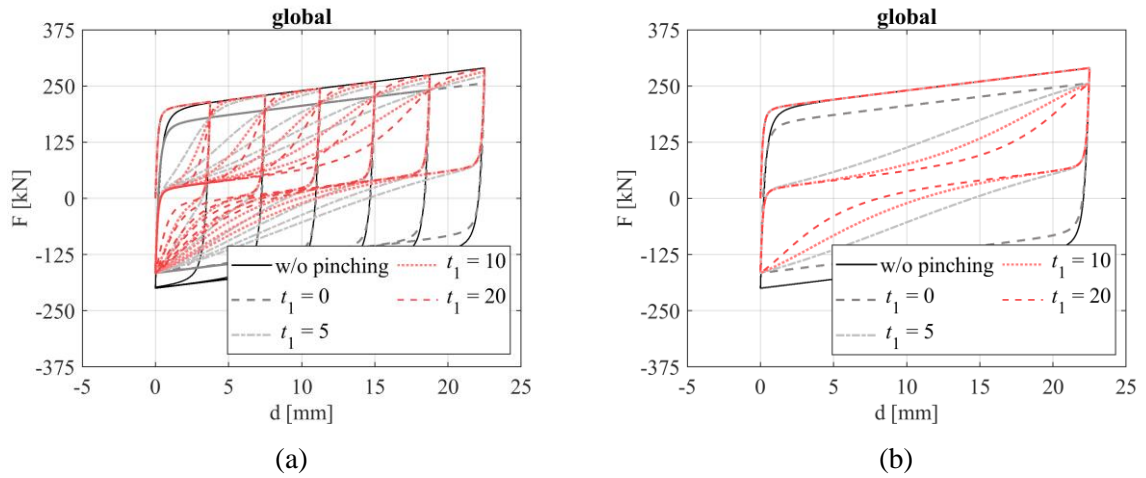 global
375
250
125
0
-125
-250
-375
F [kN]
w/o pinching
t₁ = 0
t₁ = 5
t₁ = 10
t₁ = 20
-5 0 5 10 15 20 25
d [mm]
(a)
global
375
250
125
0
-125
-250
-375
F [kN]
w/o pinching
t₁ = 0
t₁ = 5
t₁ = 10
t₁ = 20
-5 0 5 10 15 20 25
d [mm]
(b)